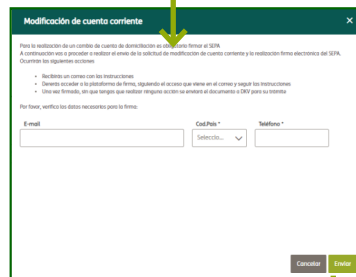 Modificación de cuenta corriente
Para la realización de un cambio de cuenta de domiciliación es obligatorio firmar el SEPA
A continuación vas a proceder a realizar el envío de la solicitud de modificación de cuenta corriente y la realización firma electrónica del SEPA.
Ocurrirán las siguientes acciones
• Recibirás un correo con las instrucciones
• Deberás acceder a la plataforma de firma, siguiendo el acceso que viene en el correo y seguir las instrucciones
• Una vez firmado, sin que tengas que realizar ninguna acción se enviará el documento a DKV para su trámite
Por favor, verifica los datos necesarios para la firma:
E-mail
Cod.País *
Teléfono *
Seleccio...
Cancelar
Enviar